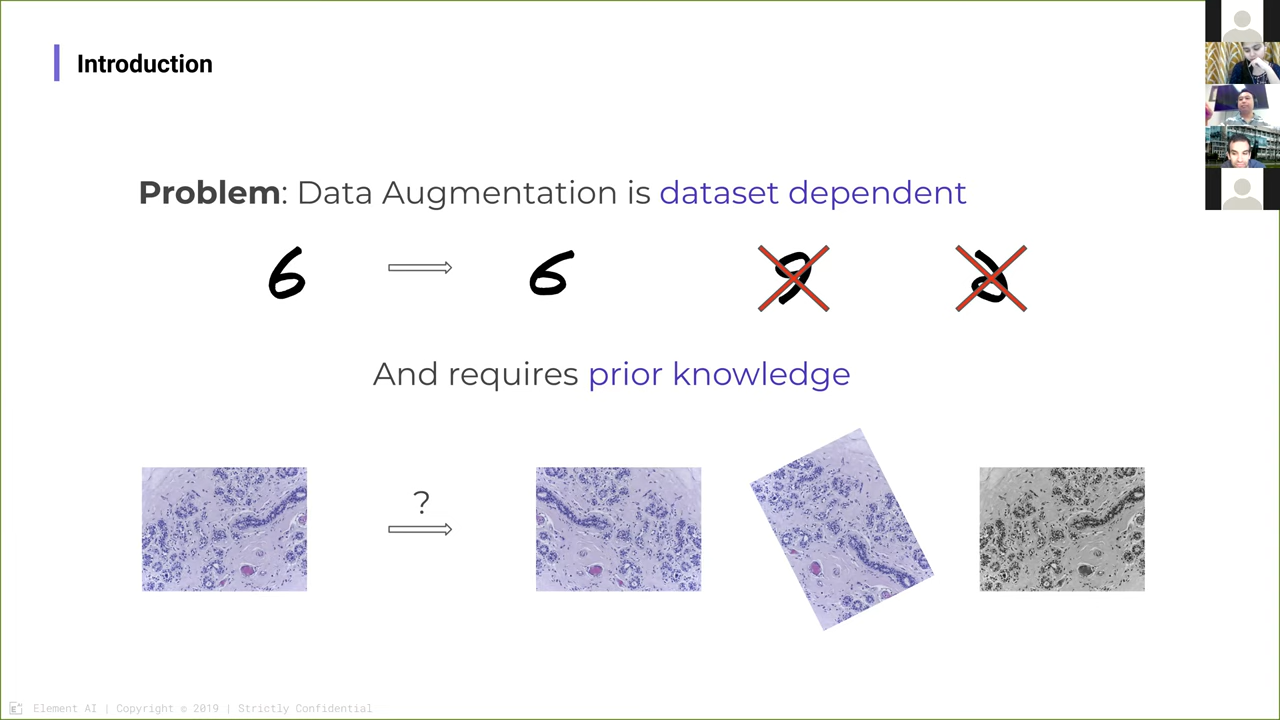 Introduction
Problem: Data Augmentation is dataset dependent
6 6 9
And requires prior knowledge
?
Element AI | Copyright © 2019 | Strictly Confidential